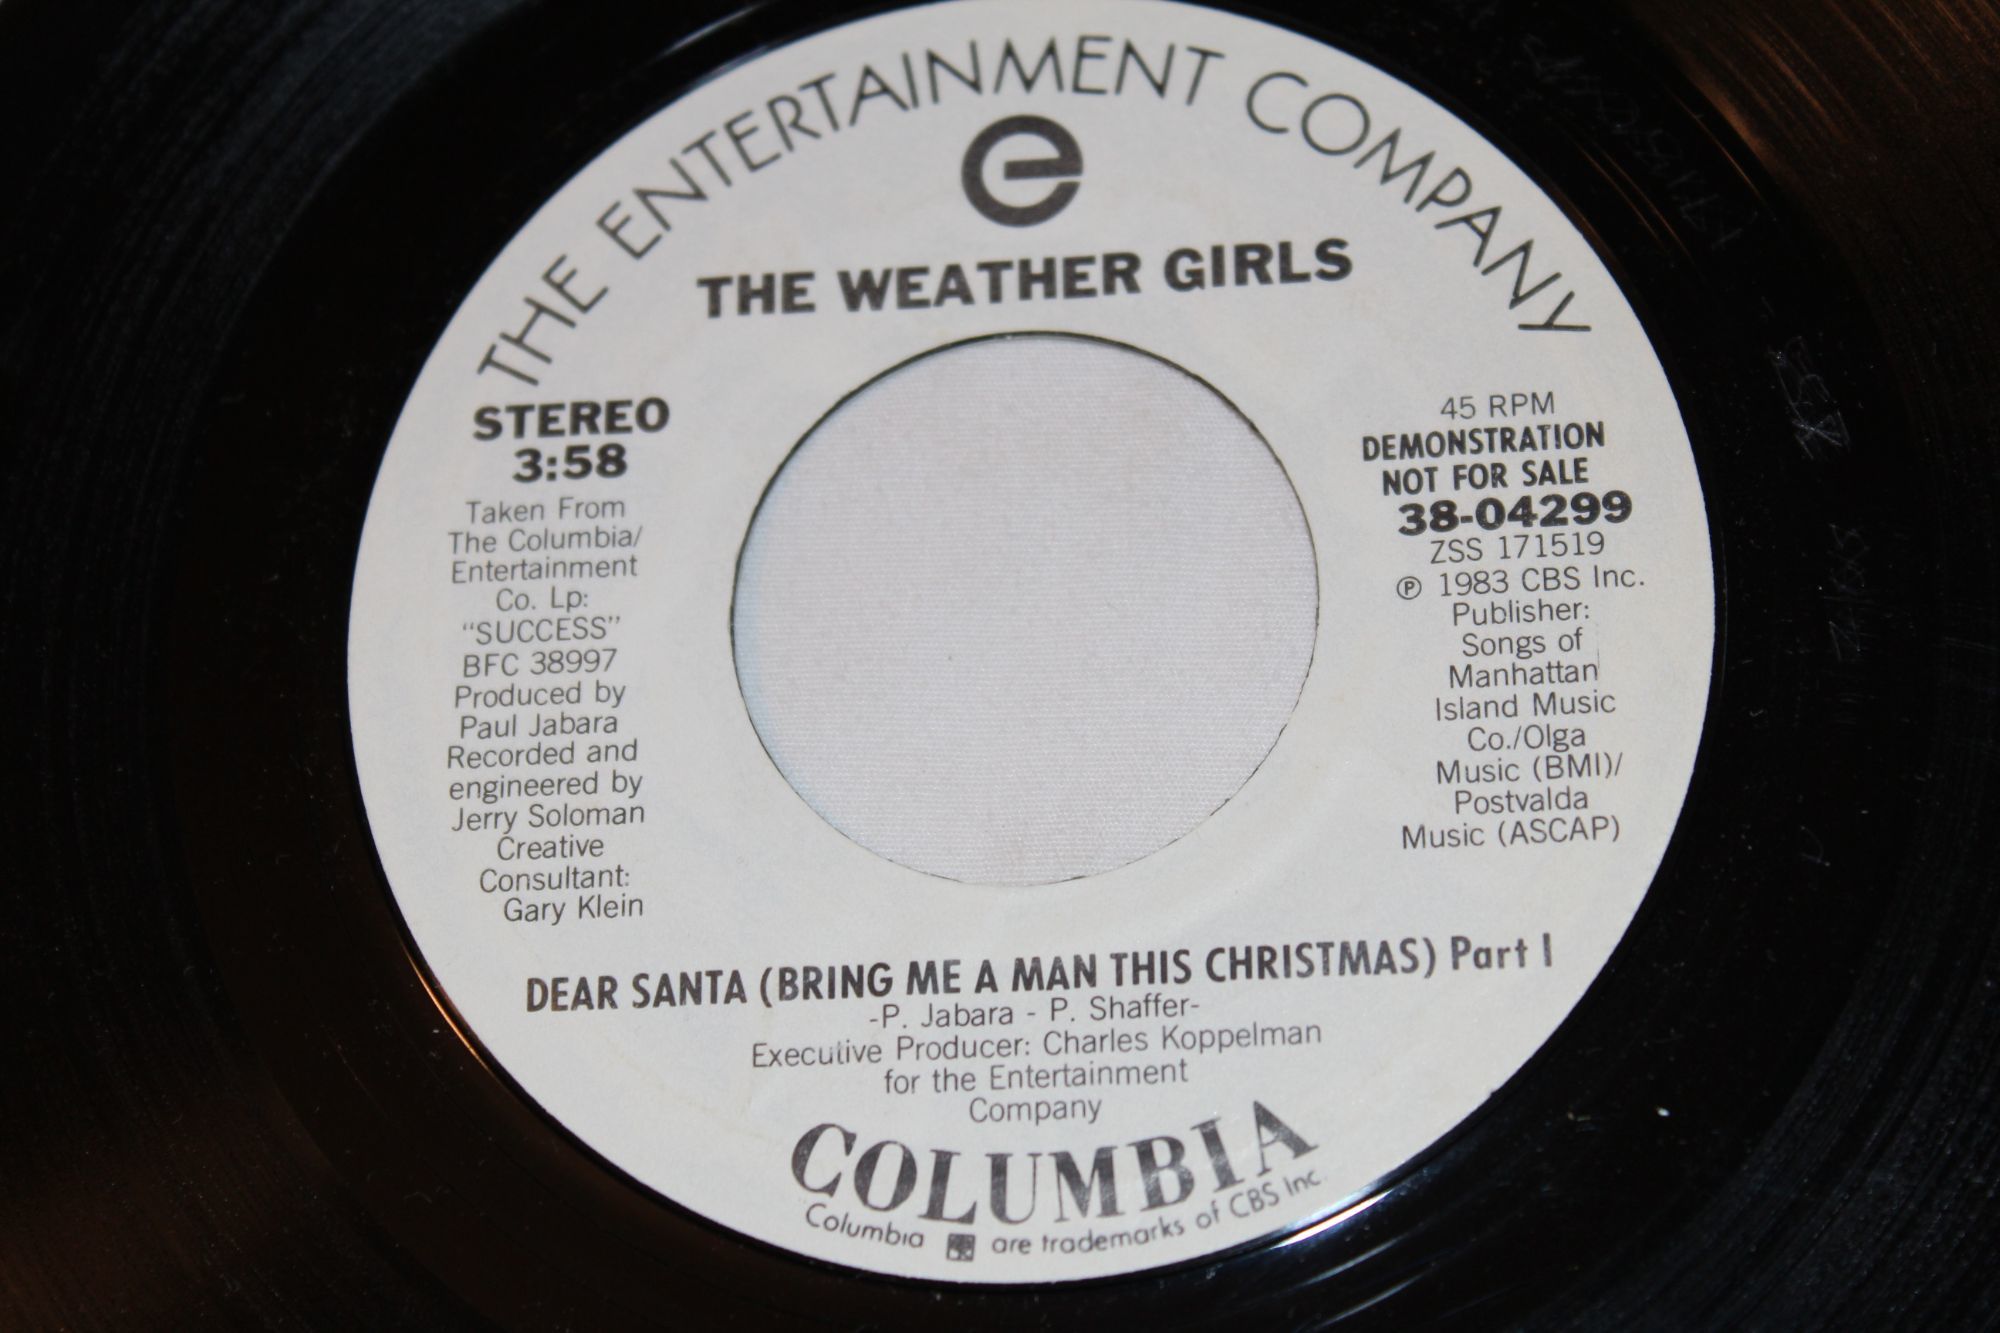 THE ENTERTAINMENT COMPANY
e
THE WEATHER GIRLS
STEREO
3:58
Taken From
The Columbia/
Entertainment
Co. Lp:
"SUCCESS"
BFC 38997
Produced by
Paul Jabara
Recorded and
engineered by
Jerry Soloman
Creative
Consultant:
Gary Klein
45 RPM
DEMONSTRATION
NOT FOR SALE
38-04299
ZSS 171519
℗ 1983 CBS Inc.
Publisher:
Songs of
Manhattan
Island Music
Co./Olga
Music (BMI)/
Postvalda
Music (ASCAP)
DEAR SANTA (BRING ME A MAN THIS CHRISTMAS) Part I
-P. Jabara - P. Shaffer-
Executive Producer: Charles Koppelman
for the Entertainment
Company
COLUMBIA
Columbia are trademarks of CBS Inc.